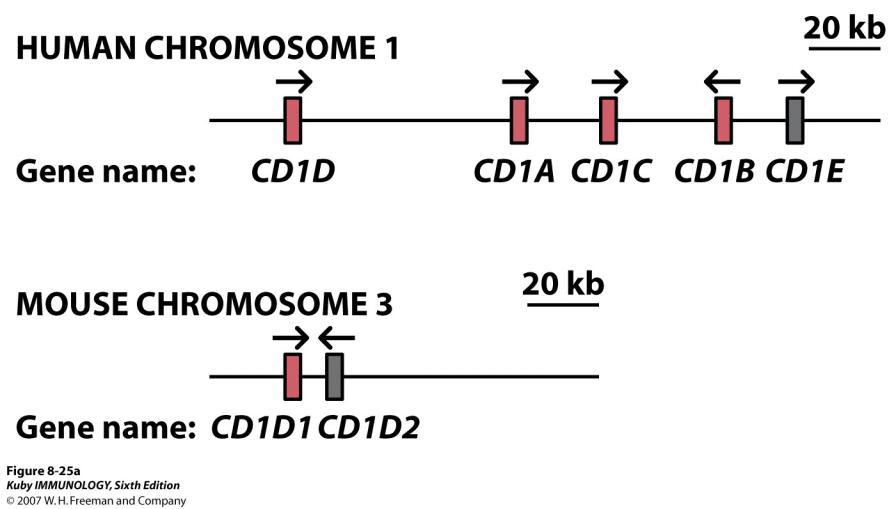 20 kb
HUMAN CHROMOSOME 1
Gene name: CD1D CD1A CD1C CD1B CD1E
20 kb
MOUSE CHROMOSOME 3
Gene name: CD1D1 CD1D2
Figure 8-25a
Kuby IMMUNOLOGY, Sixth Edition
© 2007 W. H. Freeman and Company